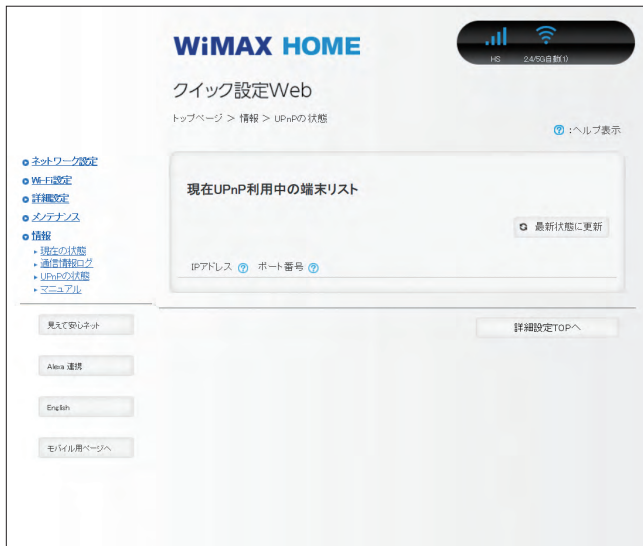 WiMAX HOME
HS 2.4/5G自動(1)
クイック設定Web
トップページ > 情報 > UPnPの状態
:ヘルプ表示
ネットワーク設定
Wi-Fi設定
詳細設定
メンテナンス
情報
現在の状態
通信情報ログ
UPnPの状態
マニュアル
見えて安心ネット
Alexa 連携
English
モバイル用ページへ
現在UPnP利用中の端末リスト
最新状態に更新
IPアドレス ? ポート番号 ?
詳細設定TOPへ